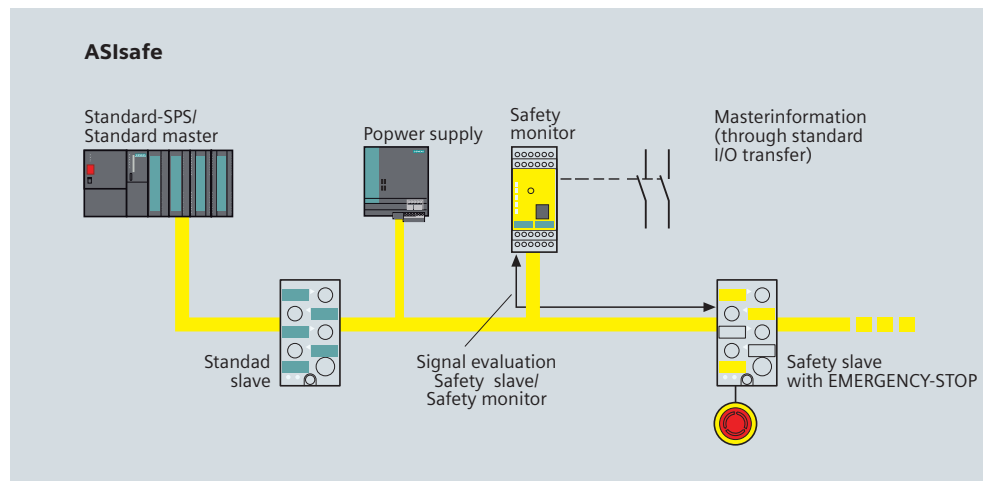 ASIsafe
Standard-SPS/
Standard master
Popwer supply
Safety
monitor
Masterinformation
(through standard
I/O transfer)
Standad
slave
Signal evaluation
Safety slave/
Safety monitor
Safety slave
with EMERGENCY-STOP